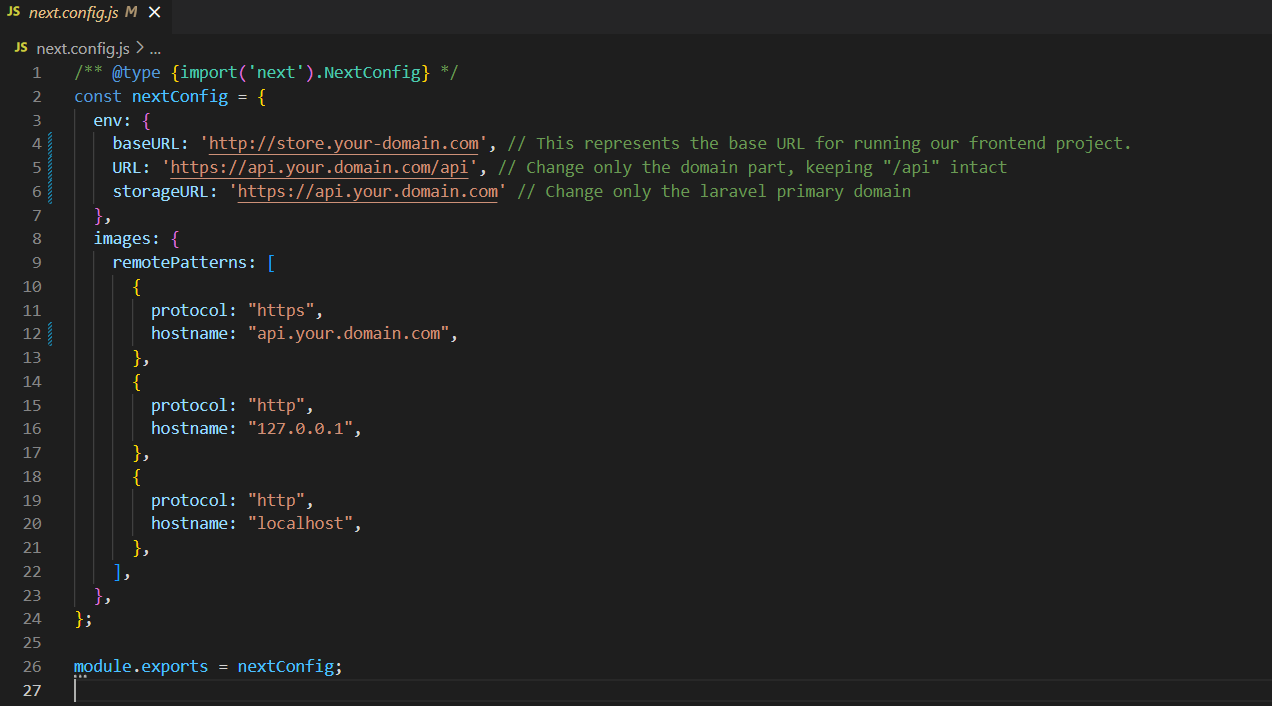 JS next.config.js M ×
JS next.config.js > ...
1 /** @type {import('next').NextConfig} */
2 const nextConfig = {
3 env: {
4 baseURL: 'http://store.your-domain.com', // This represents the base URL for running our frontend project.
5 URL: 'https://api.your.domain.com/api', // Change only the domain part, keeping "/api" intact
6 storageURL: 'https://api.your.domain.com' // Change only the laravel primary domain
7 },
8 images: {
9 remotePatterns: [
10 {
11 protocol: "https",
12 hostname: "api.your.domain.com",
13 },
14 {
15 protocol: "http",
16 hostname: "127.0.0.1",
17 },
18 {
19 protocol: "http",
20 hostname: "localhost",
21 },
22 ],
23 },
24 };
25
26 module.exports = nextConfig;
27